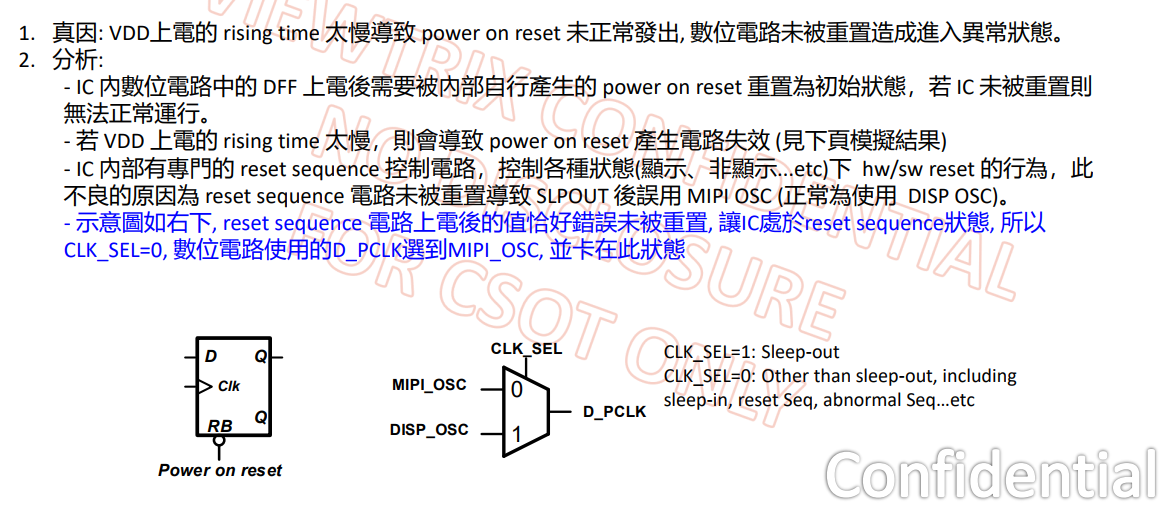 1. 真因: VDD上電的 rising time 太慢導致 power on reset 未正常發出, 數位電路未被重置造成進入異常狀態。
2. 分析:
- IC 內數位電路中的 DFF 上電後需要被內部自行產生的 power on reset 重置為初始狀態，若 IC 未被重置則
無法正常運行。
- 若 VDD 上電的 rising time 太慢，則會導致 power on reset 產生電路失效 (見下頁模擬結果)
- IC 內部有專門的 reset sequence 控制電路，控制各種狀態(顯示、非顯示...etc)下 hw/sw reset 的行為，此
不良的原因為 reset sequence 電路未被重置導致 SLPOUT 後誤用 MIPI OSC (正常為使用 DISP OSC)。
- 示意圖如右下, reset sequence 電路上電後的值恰好錯誤未被重置, 讓IC處於reset sequence狀態, 所以
CLK_SEL=0, 數位電路使用的D_PCLK選到MIPI_OSC, 並卡在此狀態
VIEWTRIX CONFIDENTIAL
NO DISCLOSURE
FOR CSOT ONLY
D Q
Clk
RB Q
Power on reset
CLK_SEL
MIPI_OSC 0
D_PCLK
DISP_OSC 1
CLK_SEL=1: Sleep-out
CLK_SEL=0: Other than sleep-out, including
sleep-in, reset Seq, abnormal Seq...etc
Confidential